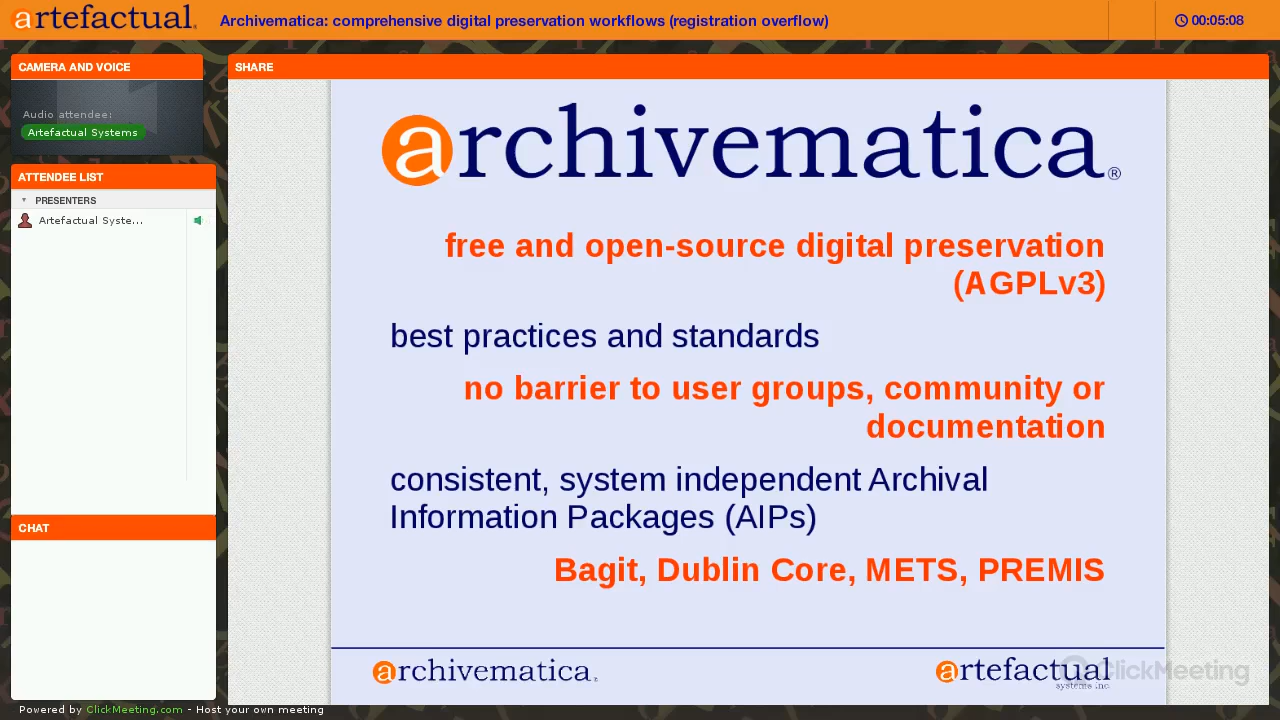 artefactual
Archivematica: comprehensive digital preservation workflows (registration overflow)
00:05:08
CAMERA AND VOICE
Audio attendee:
Artefactual Systems
ATTENDEE LIST
PRESENTERS
Artefactual Syste...
CHAT
SHARE
archivematica®
free and open-source digital preservation
(AGPLv3)
best practices and standards
no barrier to user groups, community or
documentation
consistent, system independent Archival
Information Packages (AIPs)
Bagit, Dublin Core, METS, PREMIS
archivematica
artefactual
systems inc.
ClickMeeting
Powered by ClickMeeting.com - Host your own meeting